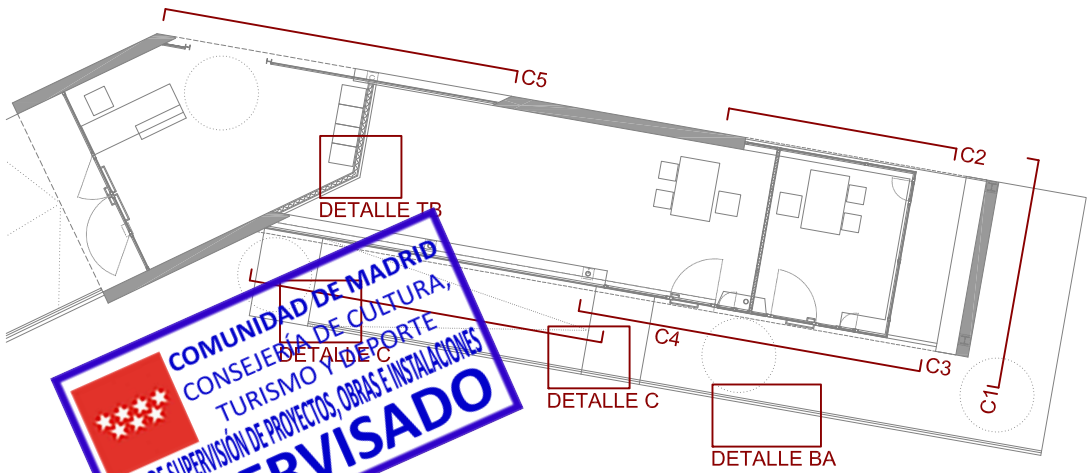 C5
C2
DETALLE TB
COMUNIDAD DE MADRID
CONSEJERÍA DE CULTURA,
TURISMO Y DEPORTE
DE SUPERVISIÓN DE PROYECTOS, OBRAS E INSTALACIONES
DETALLE C
C4
C3
C1
DETALLE C
DETALLE BA